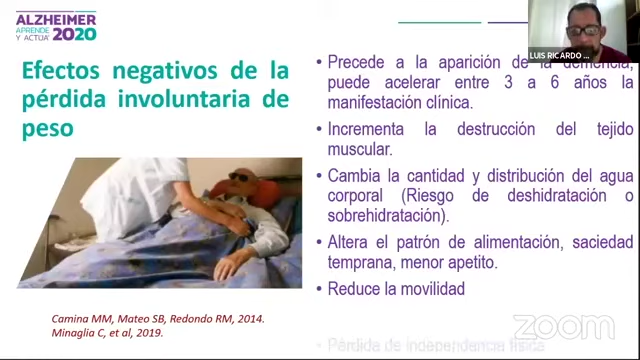 ALZHEIMER
APRENDE
Y ACTÚA 2020
Efectos negativos de la
pérdida involuntaria de
peso
Camina MM, Mateo SB, Redondo RM, 2014.
Minaglia C, et al, 2019.
• Precede a la aparición de la demencia,
puede acelerar entre 3 a 6 años la
manifestación clínica.
• Incrementa la destrucción del tejido
muscular.
• Cambia la cantidad y distribución del agua
corporal (Riesgo de deshidratación o
sobrehidratación).
• Altera el patrón de alimentación, saciedad
temprana, menor apetito.
• Reduce la movilidad
• Pérdida de independencia física
LUIS RICARDO ...
zoom